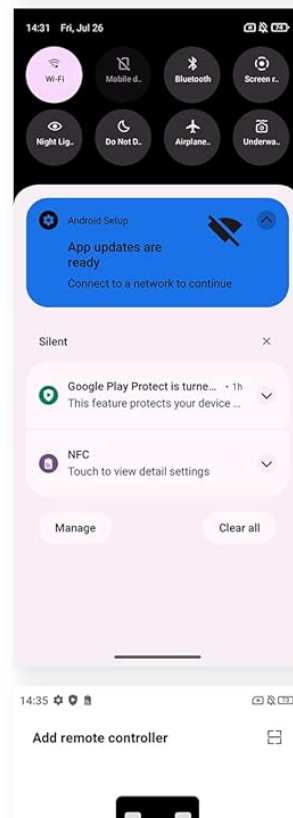 14:31 Fri, Jul 26
74
Wi-Fi
Mobile d..
Bluetooth
Screen r..
Night Lig..
Do Not D..
Airplane..
Underwa..
Android Setup
App updates are
ready
Connect to a network to continue
Silent
Google Play Protect is turne... • 1h
This feature protects your device ...
NFC
Touch to view detail settings
Manage
Clear all
14:35
Add remote controller